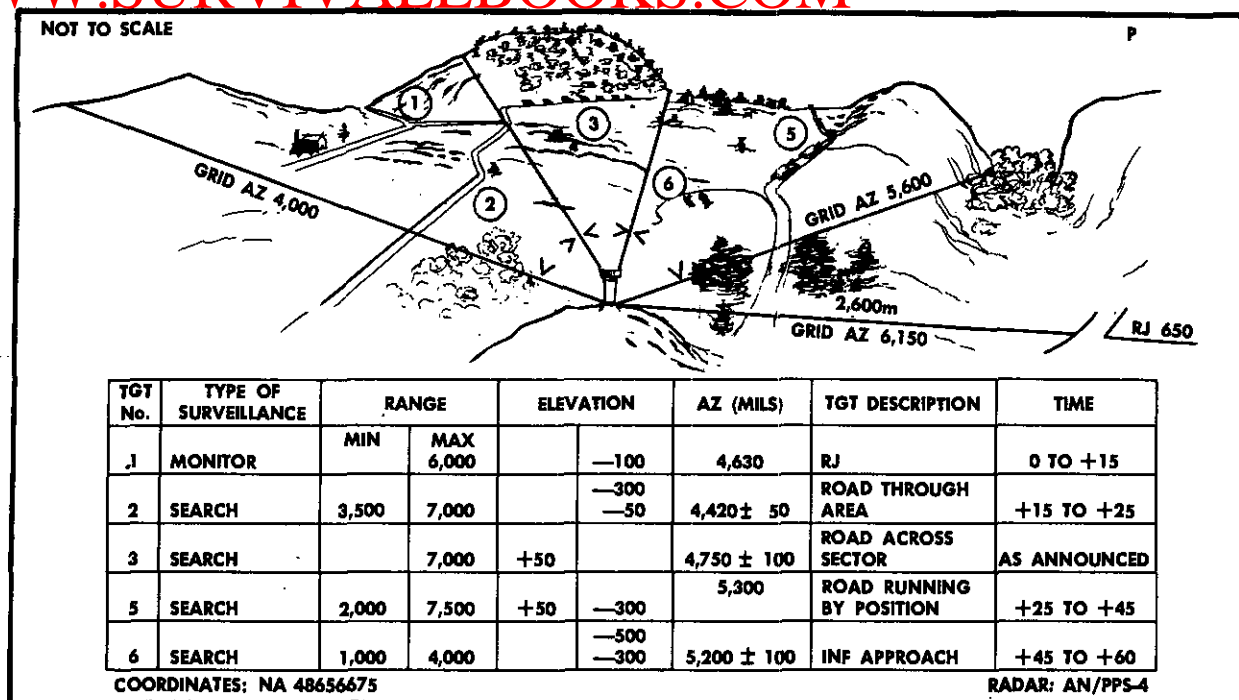 WWW.SURVIVALEBOOKS.COM
NOT TO SCALE
P
1
3
5
GRID AZ 4,000
2
6
GRID AZ 5,600
2,600m
GRID AZ 6,150
RJ 650
TGT No. TYPE OF SURVEILLANCE RANGE ELEVATION AZ (MILS) TGT DESCRIPTION TIME
MIN MAX
1 MONITOR 6,000 —100 4,630 RJ 0 TO +15
2 SEARCH 3,500 7,000 —300 —50 4,420 ± 50 ROAD THROUGH AREA +15 TO +25
3 SEARCH 7,000 +50 4,750 ± 100 ROAD ACROSS SECTOR AS ANNOUNCED
5 SEARCH 2,000 7,500 +50 —300 5,300 ROAD RUNNING BY POSITION +25 TO +45
6 SEARCH 1,000 4,000 —500 —300 5,200 ± 100 INF APPROACH +45 TO +60
COORDINATES: NA 48656675
RADAR: AN/PPS-4